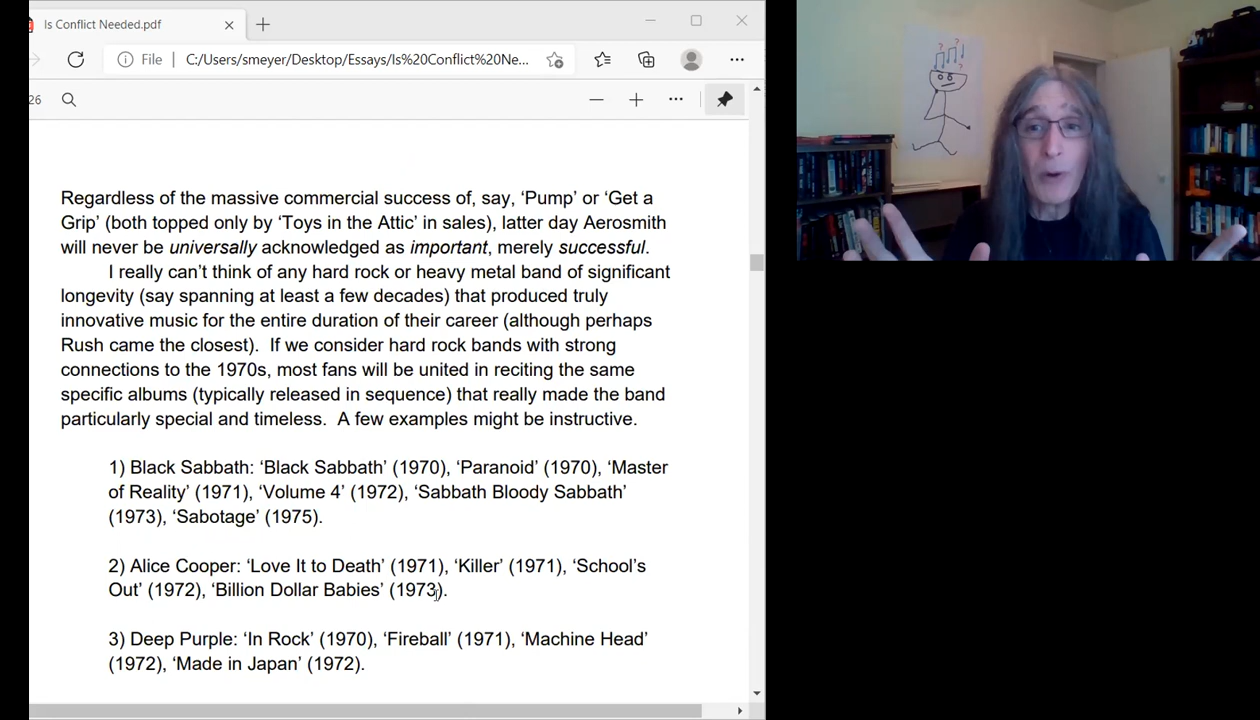 Is Conflict Needed.pdf
File
C:/Users/smeyer/Desktop/Essays/Is%20Conflict%20Ne...
26
Regardless of the massive commercial success of, say, ‘Pump’ or ‘Get a
Grip’ (both topped only by ‘Toys in the Attic’ in sales), latter day Aerosmith
will never be universally acknowledged as important, merely successful.
I really can’t think of any hard rock or heavy metal band of significant
longevity (say spanning at least a few decades) that produced truly
innovative music for the entire duration of their career (although perhaps
Rush came the closest). If we consider hard rock bands with strong
connections to the 1970s, most fans will be united in reciting the same
specific albums (typically released in sequence) that really made the band
particularly special and timeless. A few examples might be instructive.
1) Black Sabbath: ‘Black Sabbath’ (1970), ‘Paranoid’ (1970), ‘Master
of Reality’ (1971), ‘Volume 4’ (1972), ‘Sabbath Bloody Sabbath’
(1973), ‘Sabotage’ (1975).
2) Alice Cooper: ‘Love It to Death’ (1971), ‘Killer’ (1971), ‘School’s
Out’ (1972), ‘Billion Dollar Babies’ (1973).
3) Deep Purple: ‘In Rock’ (1970), ‘Fireball’ (1971), ‘Machine Head’
(1972), ‘Made in Japan’ (1972).